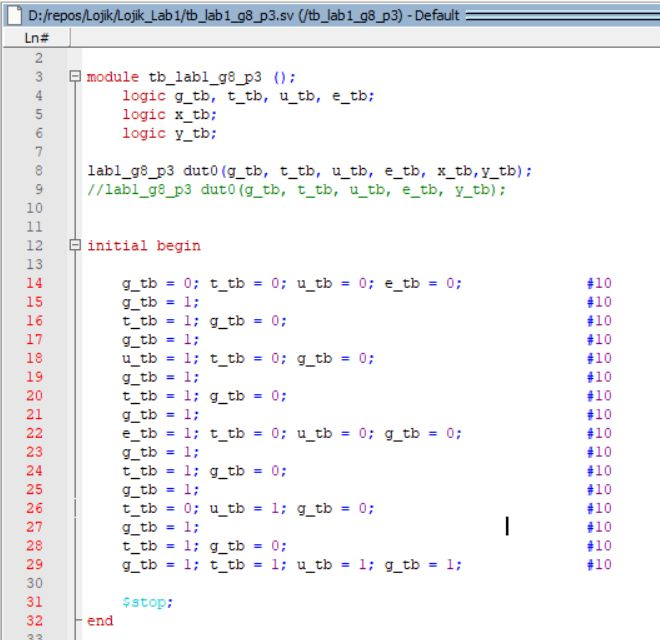 D:/repos/Lojik/Lojik_Lab1/tb_lab1_g8_p3.sv (/tb_lab1_g8_p3) - Default
Ln#
2
3 module tb_lab1_g8_p3 ();
4 logic g_tb, t_tb, u_tb, e_tb;
5 logic x_tb;
6 logic y_tb;
7
8 lab1_g8_p3 dut0(g_tb, t_tb, u_tb, e_tb, x_tb,y_tb);
9 //lab1_g8_p3 dut0(g_tb, t_tb, u_tb, e_tb, y_tb);
10
11
12 initial begin
13
14 g_tb = 0; t_tb = 0; u_tb = 0; e_tb = 0; #10
15 g_tb = 1; #10
16 t_tb = 1; g_tb = 0; #10
17 g_tb = 1; #10
18 u_tb = 1; t_tb = 0; g_tb = 0; #10
19 g_tb = 1; #10
20 t_tb = 1; g_tb = 0; #10
21 g_tb = 1; #10
22 e_tb = 1; t_tb = 0; u_tb = 0; g_tb = 0; #10
23 g_tb = 1; #10
24 t_tb = 1; g_tb = 0; #10
25 g_tb = 1; #10
26 t_tb = 0; u_tb = 1; g_tb = 0; #10
27 g_tb = 1; #10
28 t_tb = 1; g_tb = 0; #10
29 g_tb = 1; t_tb = 1; u_tb = 1; g_tb = 1; #10
30
31 $stop;
32 end
33